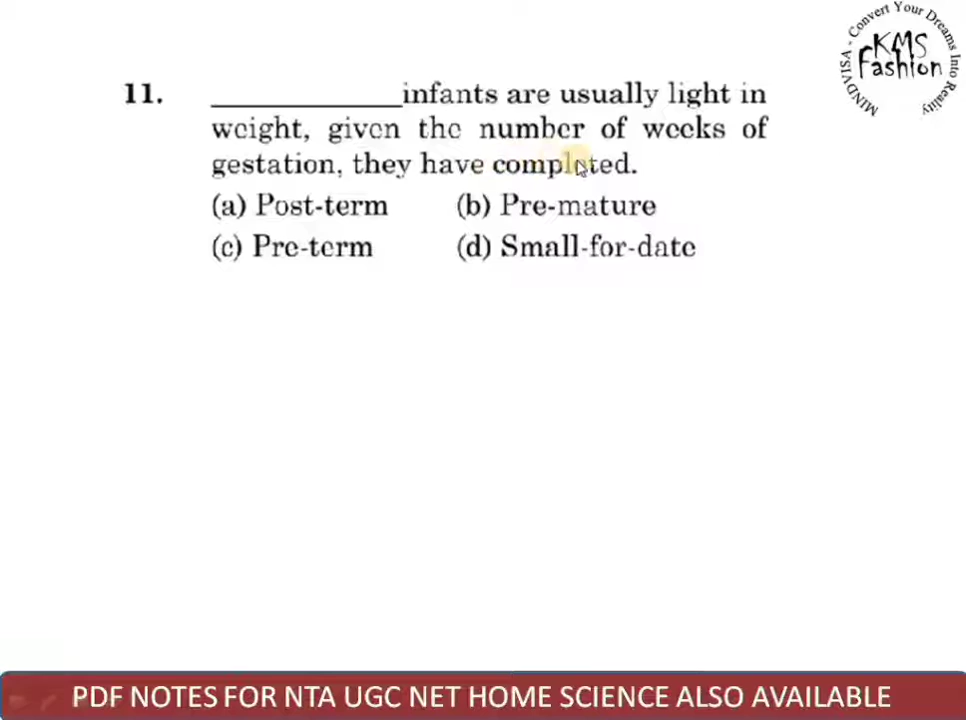 MINDVISA - Convert Your Dreams Into Reality
KMS
Fashion
11. ____________infants are usually light in
weight, given the number of weeks of
gestation, they have completed.
(a) Post-term (b) Pre-mature
(c) Pre-term (d) Small-for-date
PDF NOTES FOR NTA UGC NET HOME SCIENCE ALSO AVAILABLE